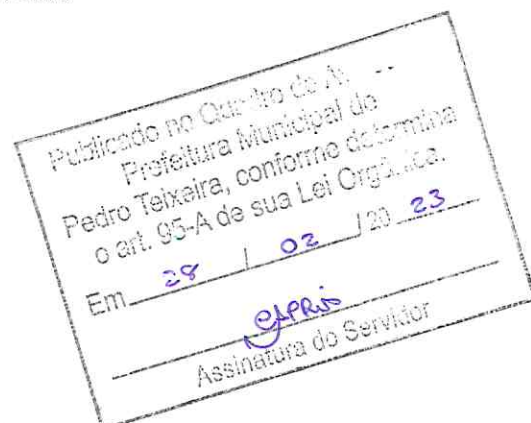 Publicado no Quadro de
Prefeitura Municipal de
Pedro Teixeira, conforme determina
o art. 95-A de sua Lei Orgânica.
Em 28 / 02 / 20 23
Assinatura do Servidor